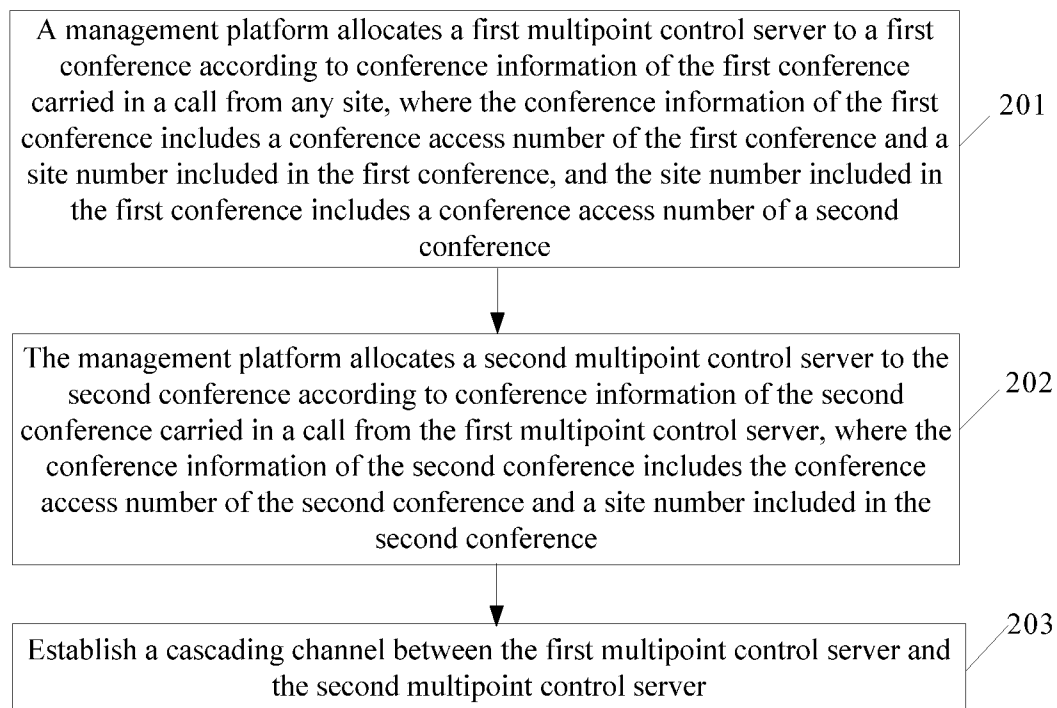 A management platform allocates a first multipoint control server to a first
conference according to conference information of the first conference
carried in a call from any site, where the conference information of the first
conference includes a conference access number of the first conference and a
site number included in the first conference, and the site number included in
the first conference includes a conference access number of a second
conference
201
The management platform allocates a second multipoint control server to the
second conference according to conference information of the second
conference carried in a call from the first multipoint control server, where the
conference information of the second conference includes the conference
access number of the second conference and a site number included in the
second conference
202
Establish a cascading channel between the first multipoint control server and
the second multipoint control server
203